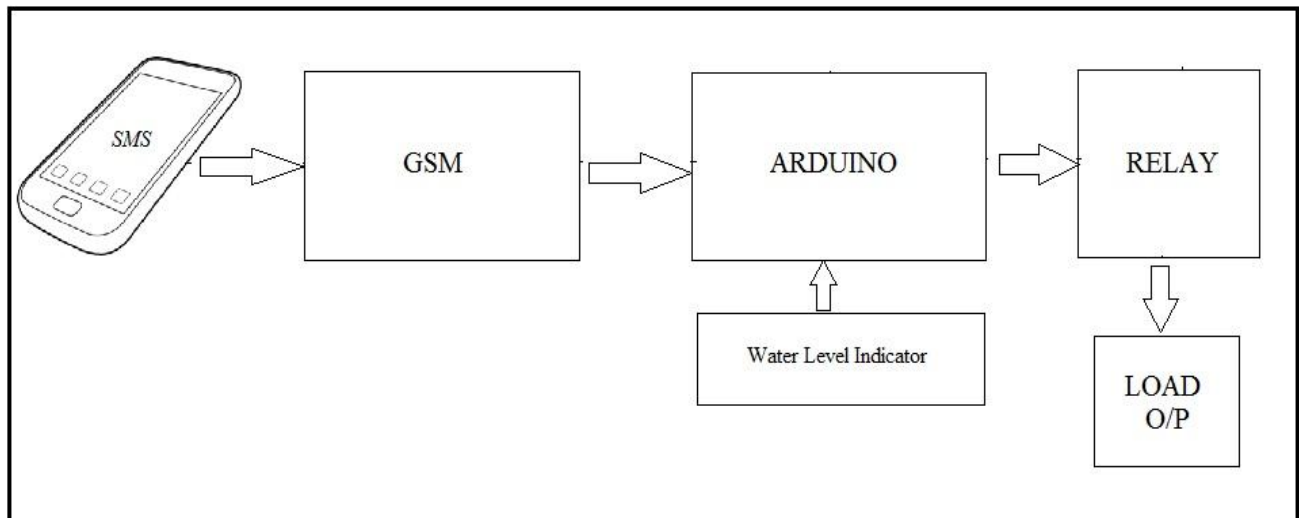 SMS
GSM
ARDUINO
RELAY
Water Level Indicator
LOAD
O/P